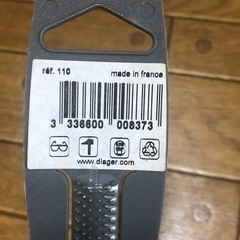 réf. 110 made in france
3 336600 008373
www.diager.com